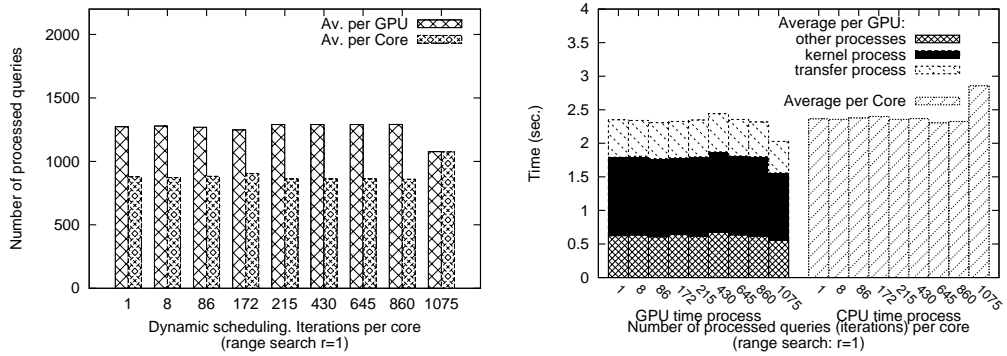 Number of processed queries
2000
1500
1000
500
0
Av. per GPU
Av. per Core
1 8 86 172 215 430 645 860 1075
Dynamic scheduling. Iterations per core
(range search r=1)
Time (sec.)
4
3.5
3
2.5
2
1.5
1
0.5
0
Average per GPU:
other processes
kernel process
transfer process
Average per Core
1 8 86 172 215 430 645 860 1075
1 8 86 172 215 430 645 860 1075
GPU time process
CPU time process
Number of processed queries (iterations) per core
(range search: r=1)